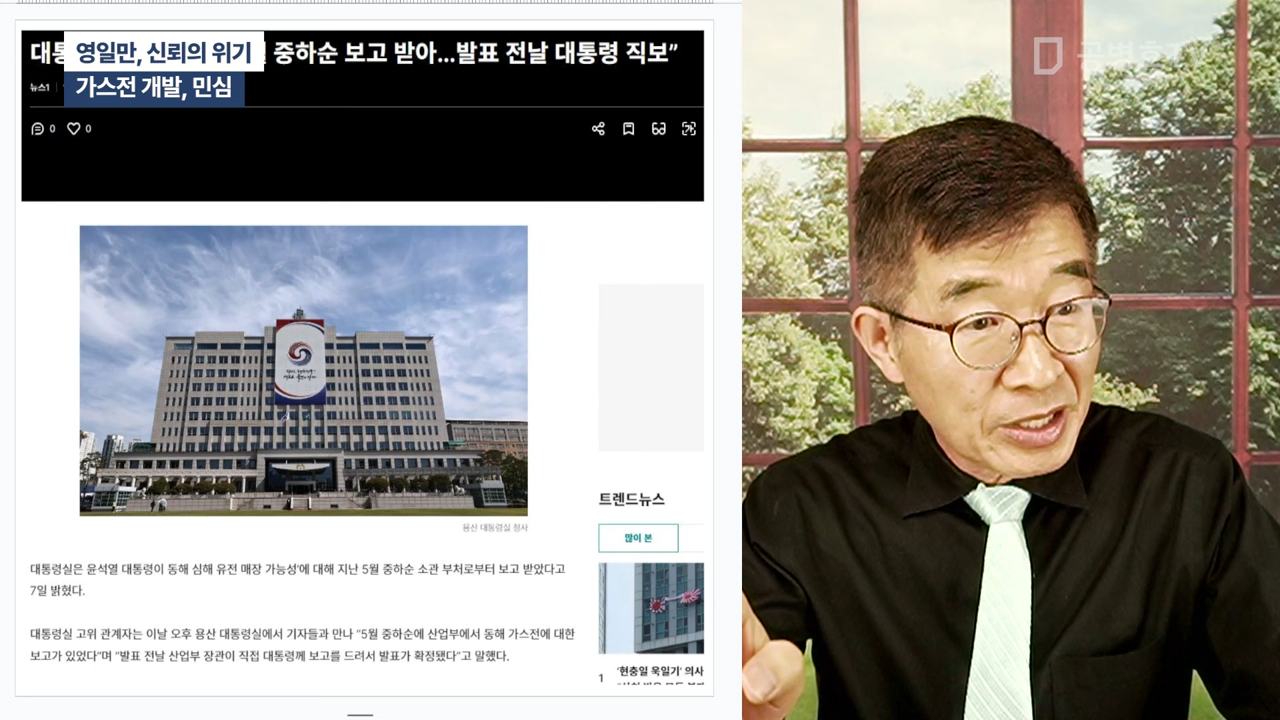 대통
영일만, 신뢰의 위기
중하순 보고 받아...발표 전날 대통령 직보”
뉴스1
가스전 개발, 민심
0 0
용산 대통령실 청사
트렌드뉴스
많이 본
대통령실은 윤석열 대통령이 동해 심해 유전 매장 가능성'에 대해 지난 5월 중하순 소관 부처로부터 보고 받았다고
7일 밝혔다.
대통령실 고위 관계자는 이날 오후 용산 대통령실에서 기자들과 만나 “5월 중하순에 산업부에서 동해 가스전에 대한
보고가 있었다”며 “발표 전날 산업부 장관이 직접 대통령께 보고를 드려서 발표가 확정됐다”고 말했다.
1 '현충일 욱일기' 의사